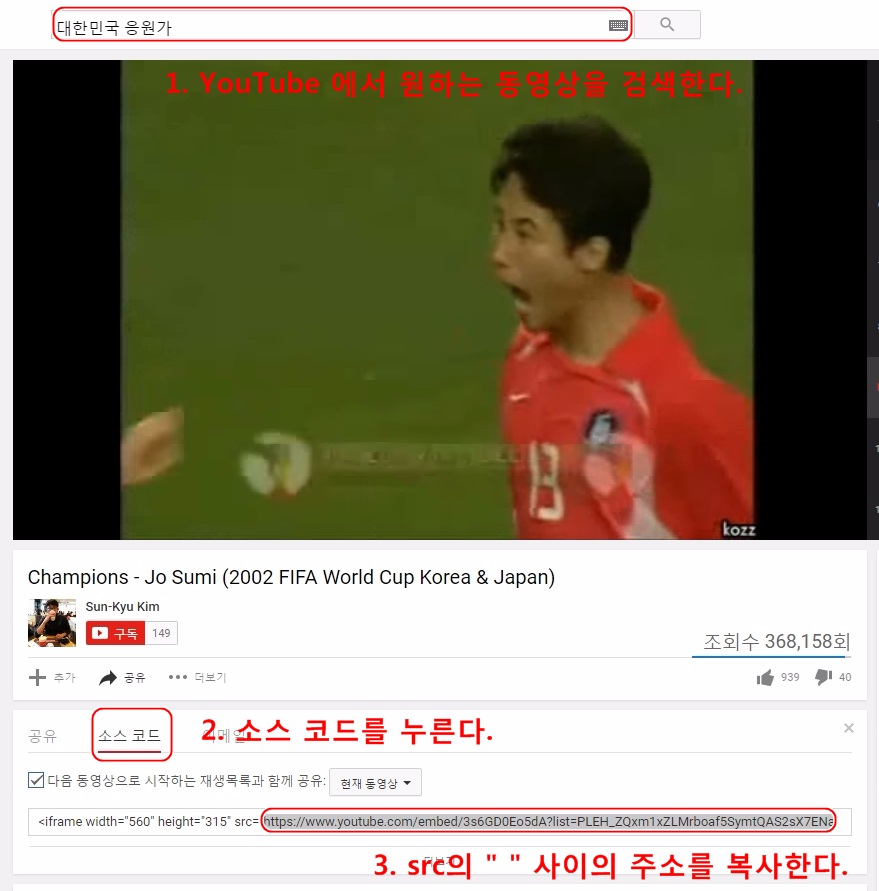 대한민국 응원가
1. YouTube 에서 원하는 동영상을 검색한다.
13
kozz
Champions - Jo Sumi (2002 FIFA World Cup Korea & Japan)
Sun-Kyu Kim
구독 149
조회수 368,158회
추가 공유 더보기 939 40
공유 소스 코드 이메일
2. 소스 코드를 누른다.
다음 동영상으로 시작하는 재생목록과 함께 공유: 현재 동영상
<iframe width="560" height="315" src="https://www.youtube.com/embed/3s6GD0Eo5dA?list=PLEH_ZQxm1xZLMrboaf5SymtQAS2sX7ENa
더보기
3. src의 " " 사이의 주소를 복사한다.